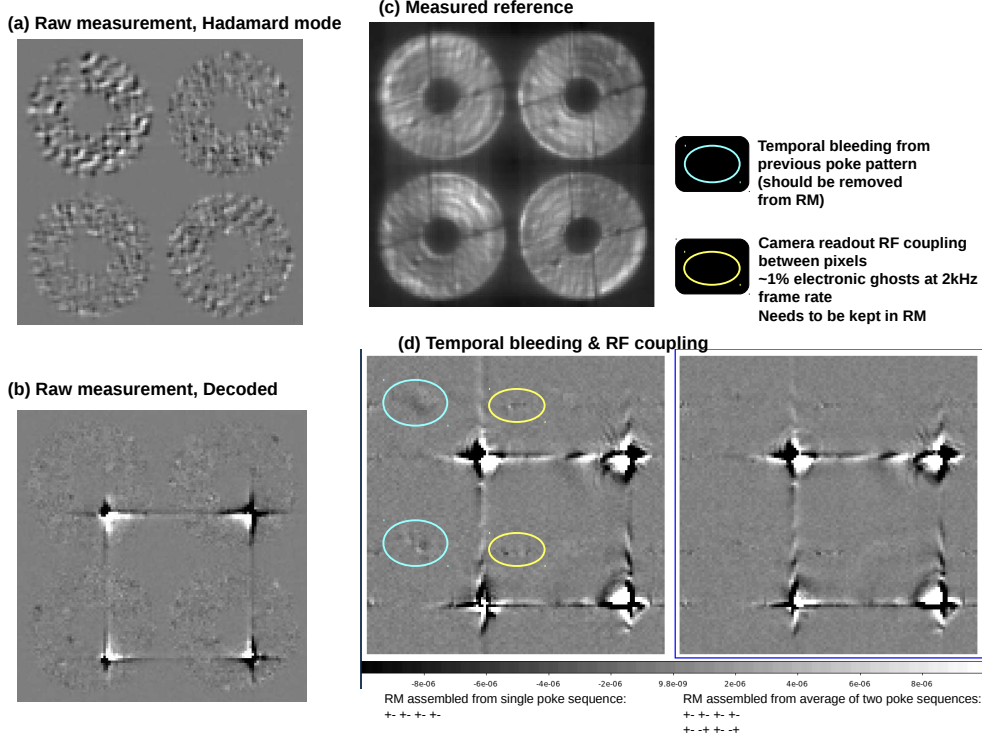 (c) Measured reference
(a) Raw measurement, Hadamard mode
Temporal bleeding from
previous poke pattern
(should be removed
from RM)
Camera readout RF coupling
between pixels
~1% electronic ghosts at 2kHz
frame rate
Needs to be kept in RM
(d) Temporal bleeding & RF coupling
(b) Raw measurement, Decoded
-8e-06 -6e-06 -4e-06 -2e-06 9.8e-09 2e-06 4e-06 6e-06 8e-06
RM assembled from single poke sequence:
+- +- +- +-
RM assembled from average of two poke sequences:
+- +- +- +-
+- -+ +- -+